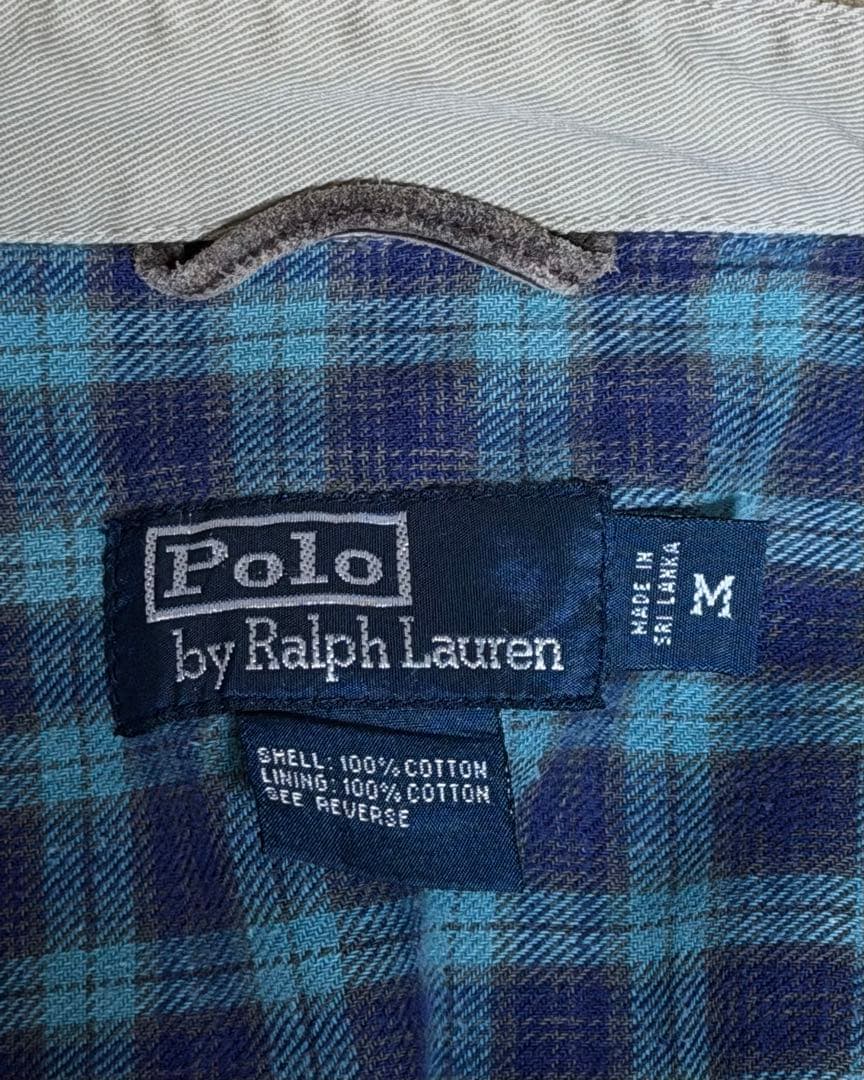 Polo
by Ralph Lauren
MADE IN
SRI LANKA
M
SHELL: 100% COTTON
LINING: 100% COTTON
SEE REVERSE